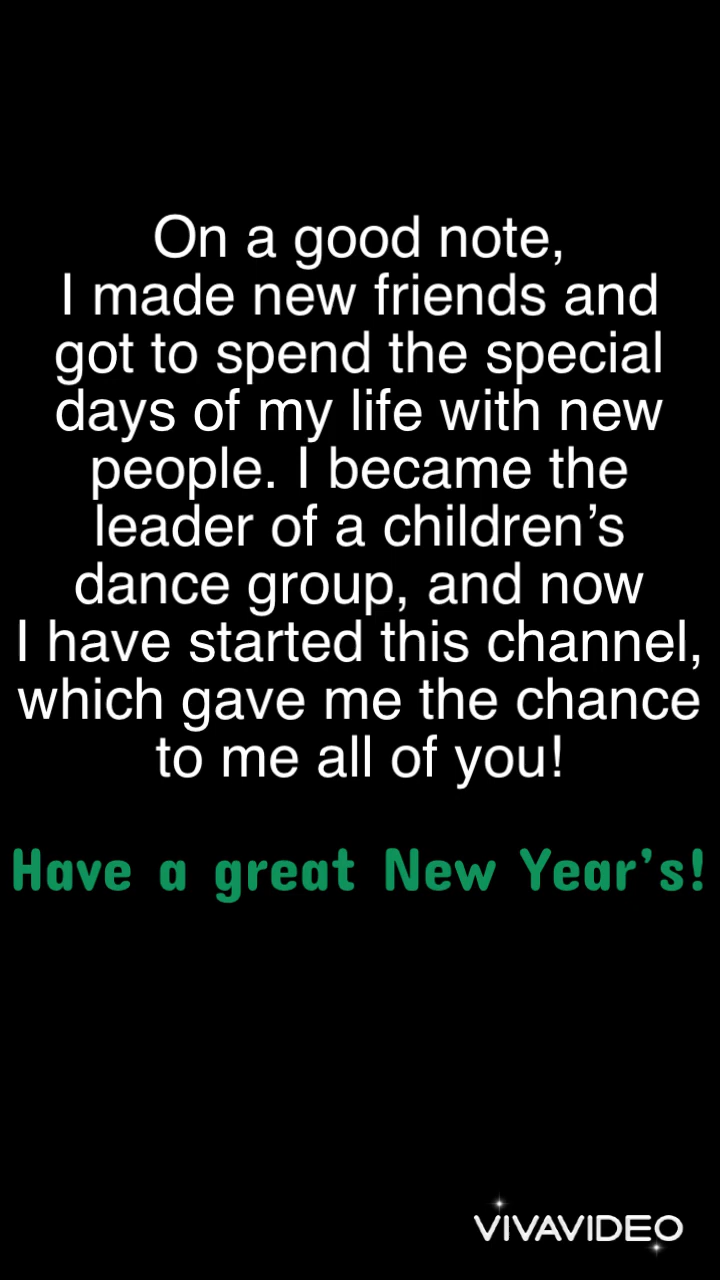 On a good note,
I made new friends and
got to spend the special
days of my life with new
people. I became the
leader of a children’s
dance group, and now
I have started this channel,
which gave me the chance
to me all of you!
Have a great New Year’s!
VIVAVIDEO